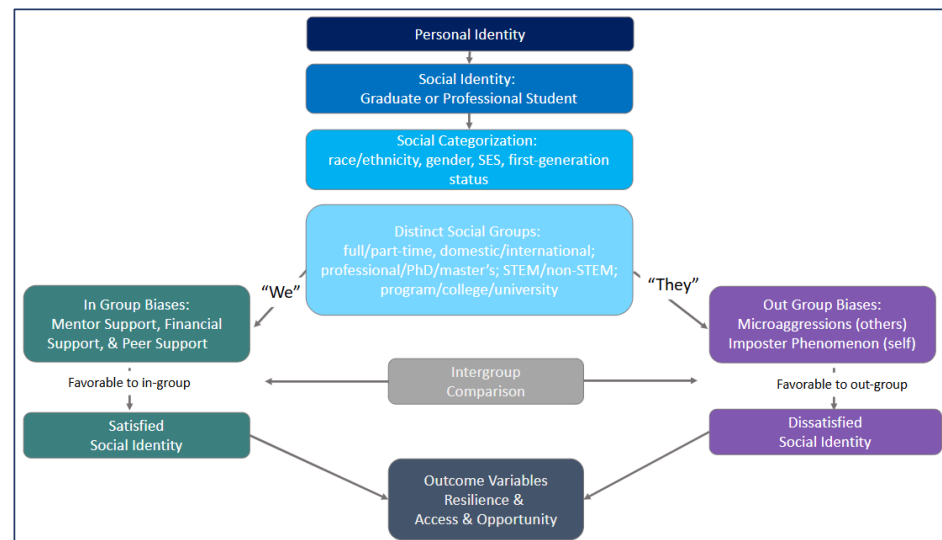 Personal Identity
Social Identity:
Graduate or Professional Student
Social Categorization:
race/ethnicity, gender, SES, first-generation
status
Distinct Social Groups:
full/part-time, domestic/international;
professional/PhD/master's; STEM/non-STEM;
program/college/university
“We”
“They”
In Group Biases:
Mentor Support, Financial
Support, & Peer Support
Out Group Biases:
Microaggressions (others)
Imposter Phenomenon (self)
Favorable to in-group
Intergroup
Comparison
Favorable to out-group
Satisfied
Social Identity
Dissatisfied
Social Identity
Outcome Variables
Resilience &
Access & Opportunity